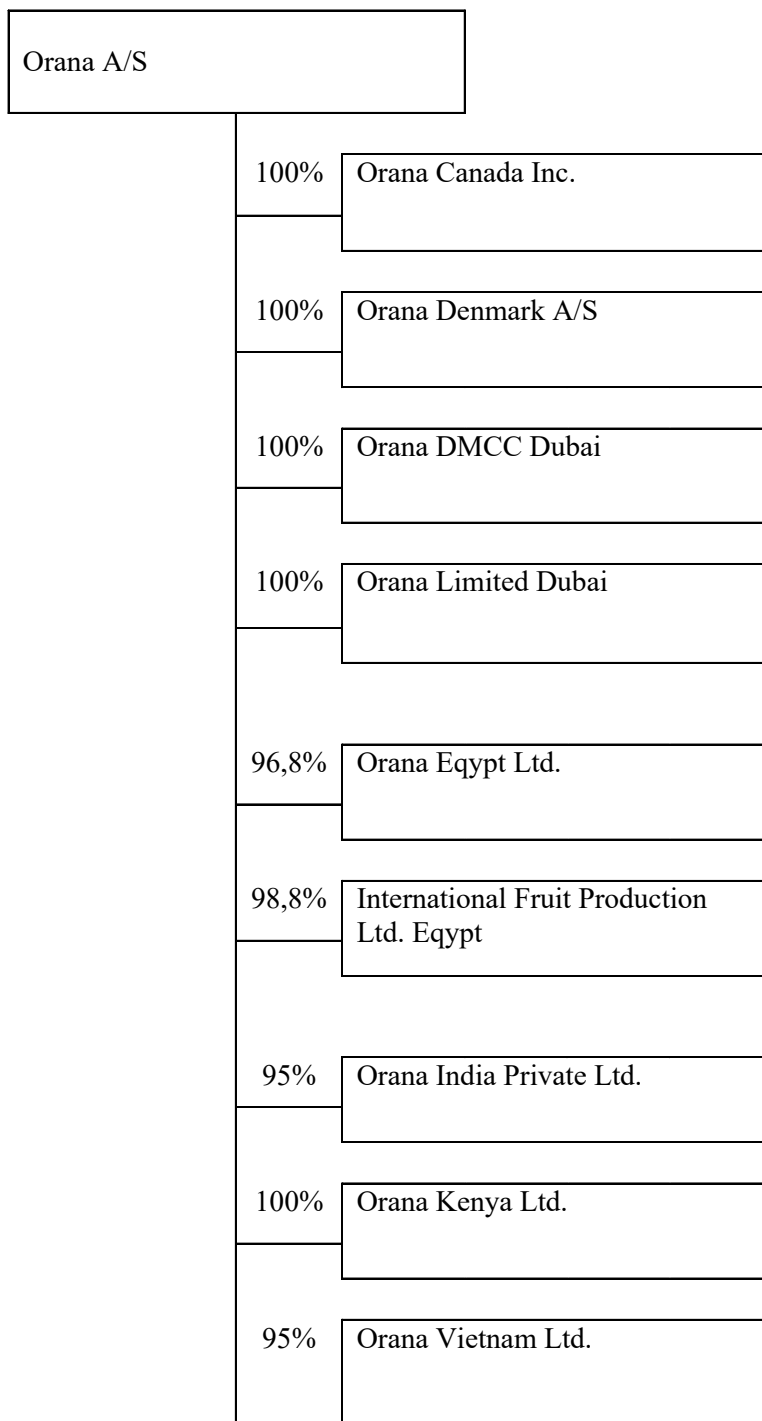 Orana A/S
100%
Orana Canada Inc.
100%
Orana Denmark A/S
100%
Orana DMCC Dubai
100%
Orana Limited Dubai
96,8%
Orana Eqypt Ltd.
98,8%
International Fruit Production
Ltd. Eqypt
95%
Orana India Private Ltd.
100%
Orana Kenya Ltd.
95%
Orana Vietnam Ltd.